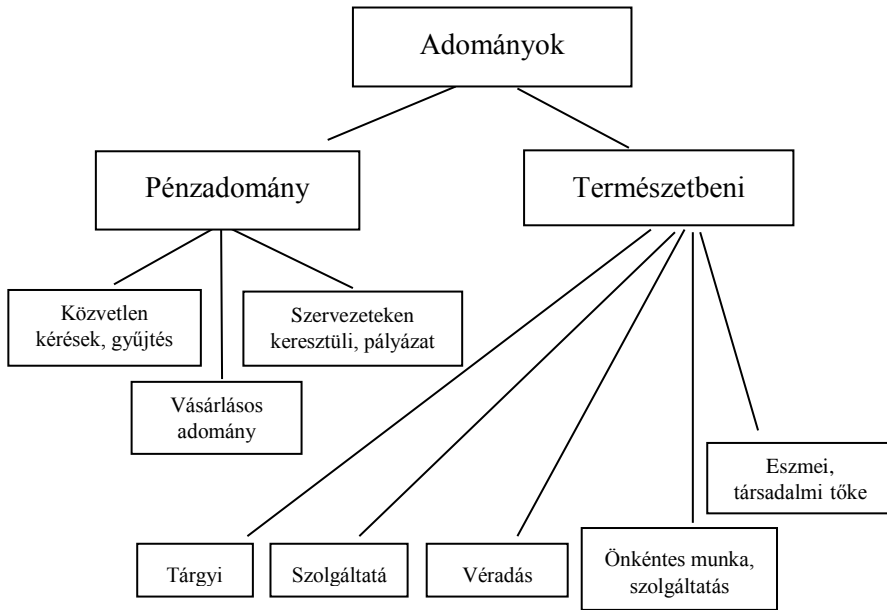 Adományok
Pénzadomány
Természetbeni
Közvetlen
kérések, gyűjtés
Szervezeteken
keresztüli, pályázat
Vásárlásos
adomány
Eszmei,
társadalmi tőke
Tárgyi
Szolgáltatá
Véradás
Önkéntes munka,
szolgáltatás